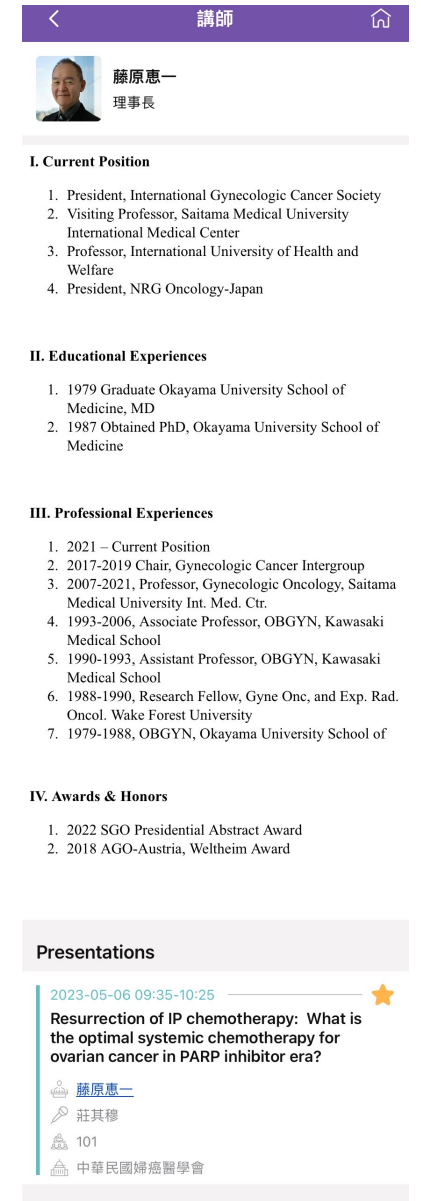 講師
藤原恵一
理事長
I. Current Position
1. President, International Gynecologic Cancer Society
2. Visiting Professor, Saitama Medical University
International Medical Center
3. Professor, International University of Health and
Welfare
4. President, NRG Oncology-Japan
II. Educational Experiences
1. 1979 Graduate Okayama University School of
Medicine, MD
2. 1987 Obtained PhD, Okayama University School of
Medicine
III. Professional Experiences
1. 2021 – Current Position
2. 2017-2019 Chair, Gynecologic Cancer Intergroup
3. 2007-2021, Professor, Gynecologic Oncology, Saitama
Medical University Int. Med. Ctr.
4. 1993-2006, Associate Professor, OBGYN, Kawasaki
Medical School
5. 1990-1993, Assistant Professor, OBGYN, Kawasaki
Medical School
6. 1988-1990, Research Fellow, Gyne Onc, and Exp. Rad.
Oncol. Wake Forest University
7. 1979-1988, OBGYN, Okayama University School of
IV. Awards & Honors
1. 2022 SGO Presidential Abstract Award
2. 2018 AGO-Austria, Weltheim Award
Presentations
2023-05-06 09:35-10:25
Resurrection of IP chemotherapy: What is
the optimal systemic chemotherapy for
ovarian cancer in PARP inhibitor era?
藤原恵一
莊其穆
101
中華民國婦癌醫學會